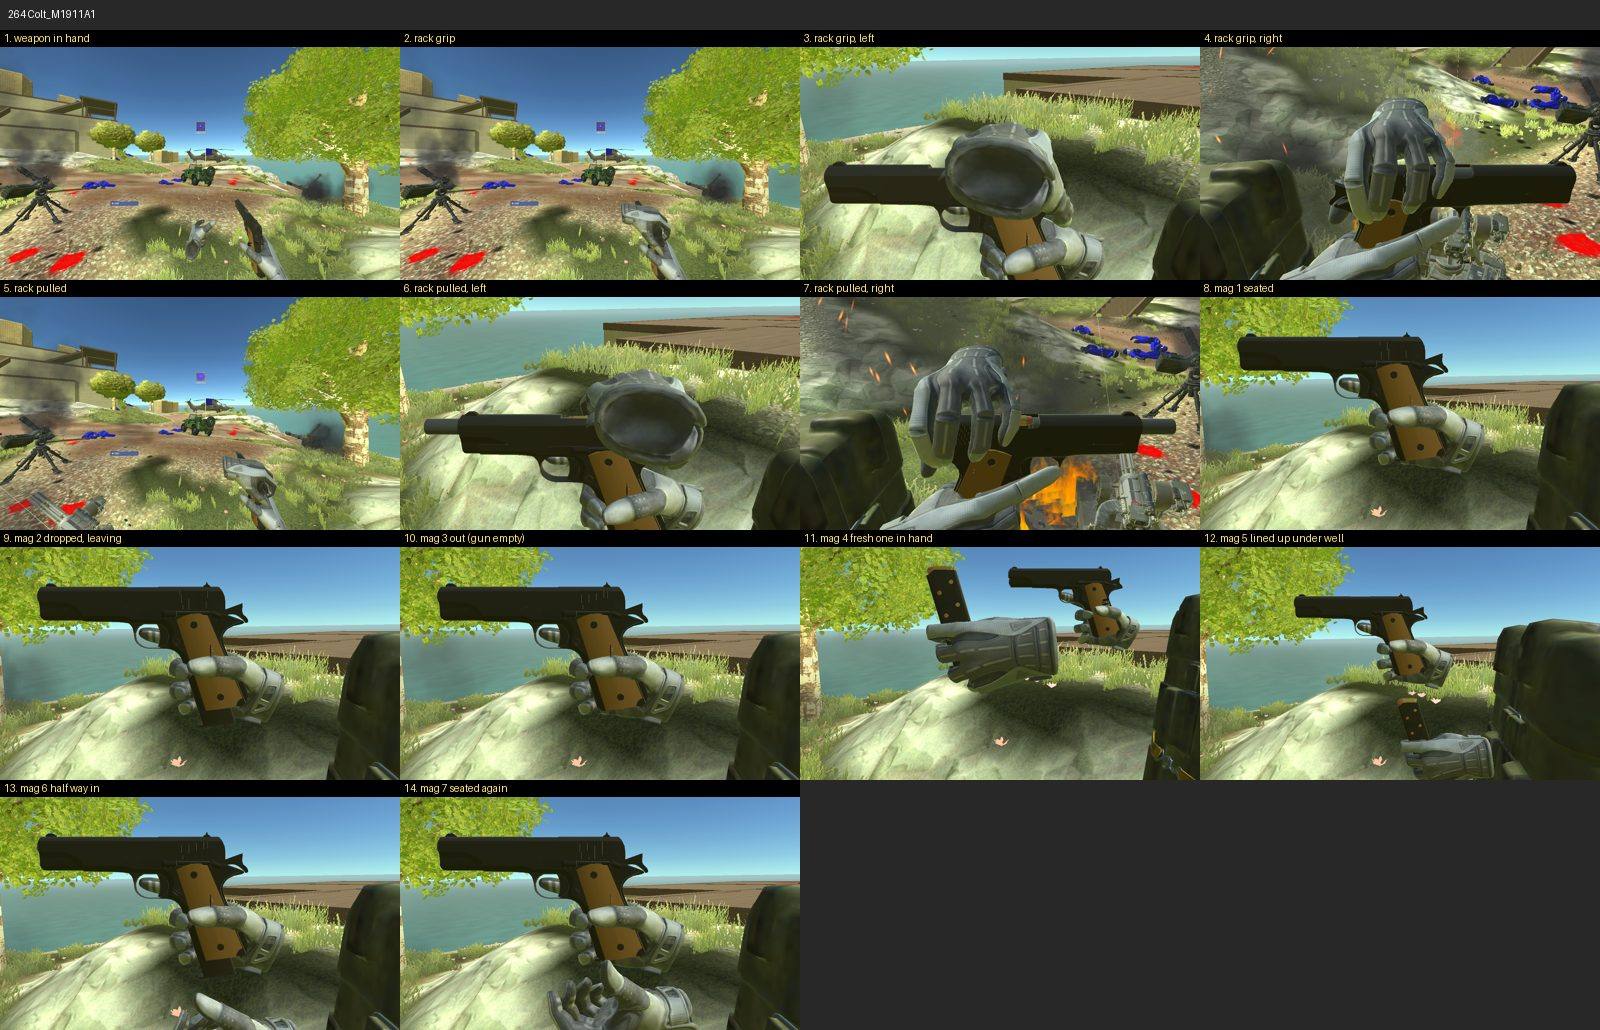 264 Colt_M1911A1
1. weapon in hand
2. rack grip
3. rack grip, left
4. rack grip, right
5. rack pulled
6. rack pulled, left
7. rack pulled, right
8. mag 1 seated
9. mag 2 dropped, leaving
10. mag 3 out (gun empty)
11. mag 4 fresh one in hand
12. mag 5 lined up under well
13. mag 6 half way in
14. mag 7 seated again